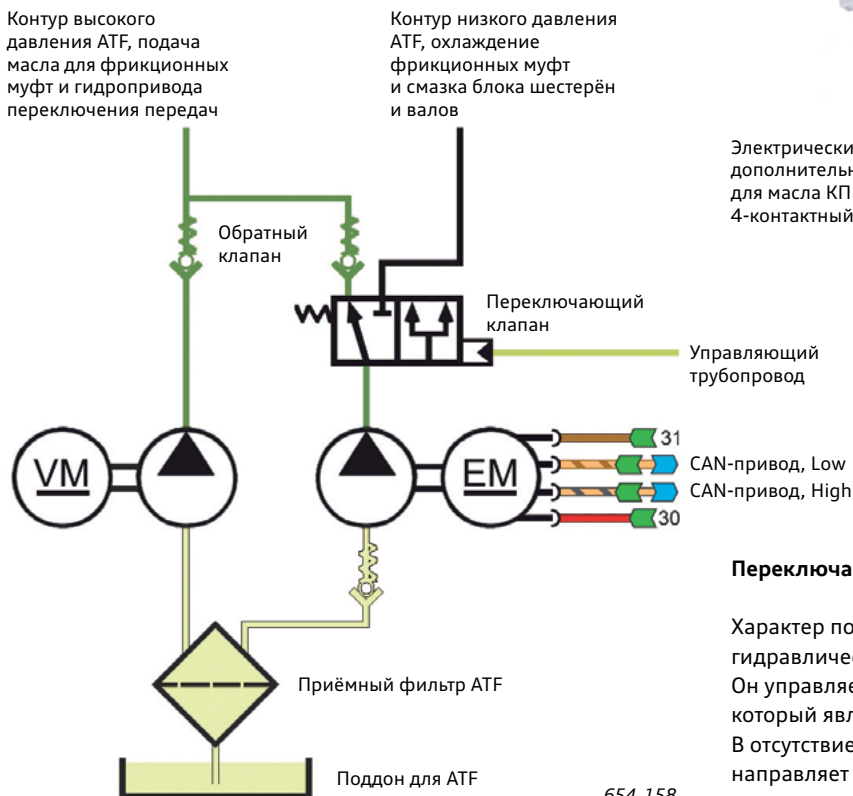 Контур высокого
давления ATF, подача
масла для фрикционных
муфт и гидропривода
переключения передач
Контур низкого давления
ATF, охлаждение
фрикционных муфт
и смазка блока шестерён
и валов
Обратный
клапан
Переключающий
клапан
Управляющий
трубопровод
VM
EM
31
CAN-привод, Low
CAN-привод, High
30
Приёмный фильтр ATF
Поддон для ATF
654_158
Электрически
дополнительн
для масла КП
4-контактный
Переключа
Характер по
гидравличес
Он управляе
который явл
В отсутствие
направляет